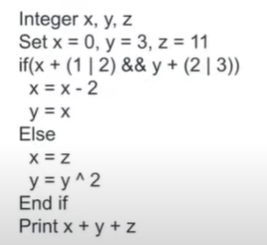 Integer x, y, z
Set x = 0, y = 3, z = 11
if(x + (1 | 2) && y + (2 | 3))
x = x - 2
y = x
Else
x = z
y = y ^ 2
End if
Print x + y + z